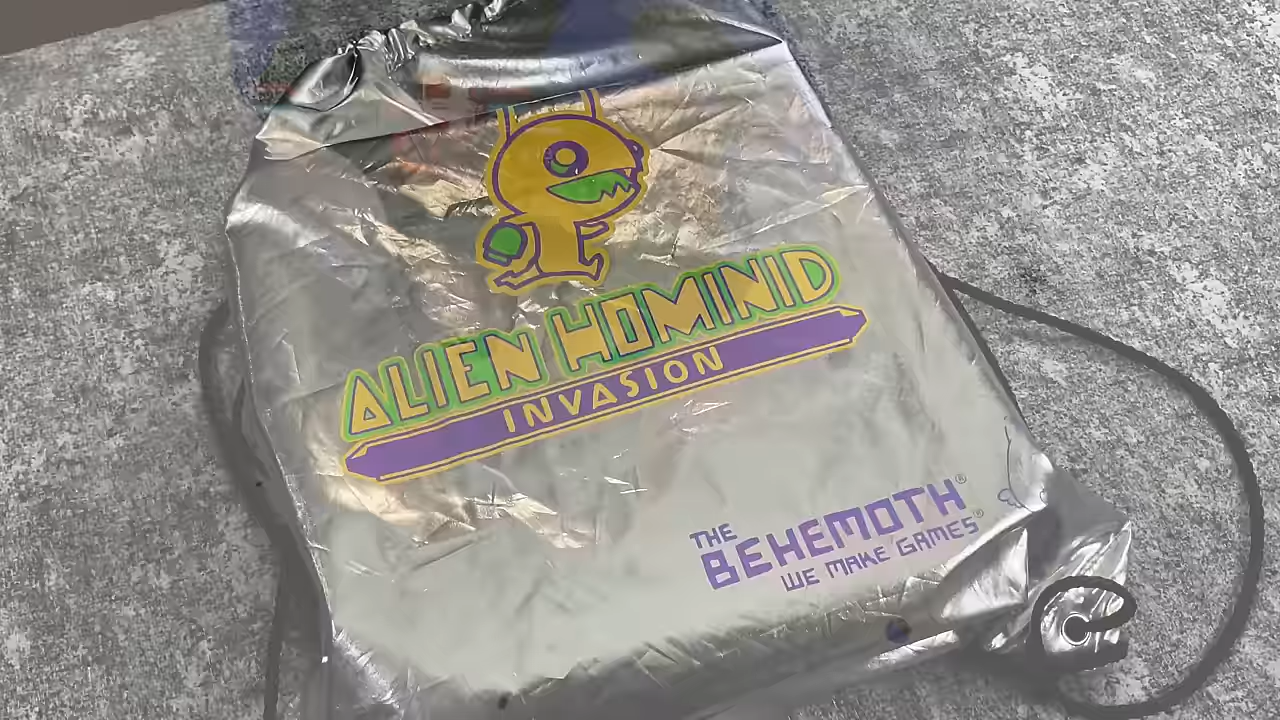 ALIEN HOMINID
INVASION
THE
BEHEMOTH®
WE MAKE GAMES®